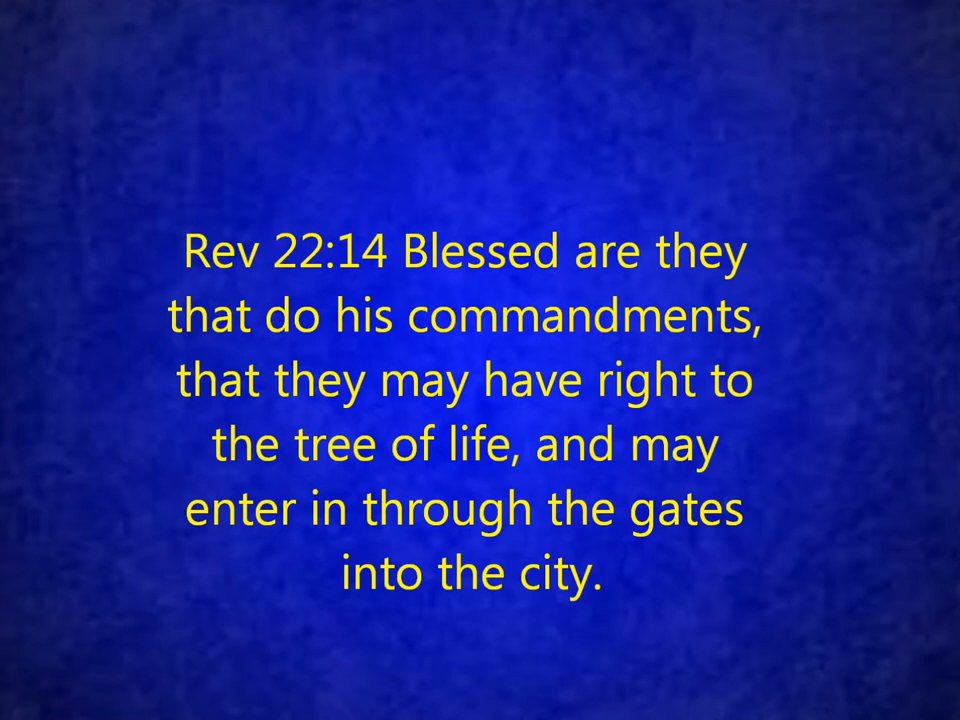 Rev 22:14 Blessed are they
that do his commandments,
that they may have right to
the tree of life, and may
enter in through the gates
into the city.